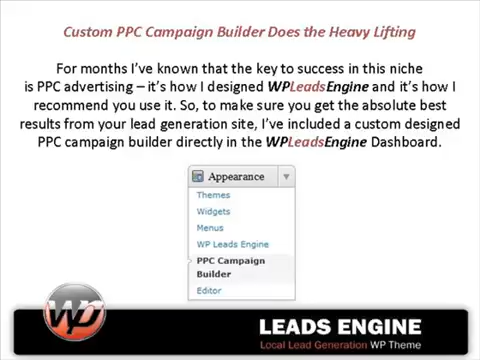 Custom PPC Campaign Builder Does the Heavy Lifting
For months I've known that the key to success in this niche
is PPC advertising – it's how I designed WPLeadsEngine and it's how I
recommend you use it. So, to make sure you get the absolute best
results from your lead generation site, I've included a custom designed
PPC campaign builder directly in the WPLeadsEngine Dashboard.
Appearance
Themes
Widgets
Menus
WP Leads Engine
PPC Campaign
Builder
Editor
WP
LEADS ENGINE
Local Lead Generation WP Theme